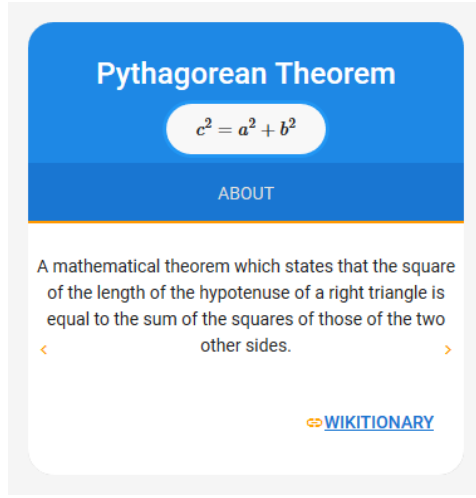 Pythagorean Theorem
c² = a² + b²
ABOUT
A mathematical theorem which states that the square
of the length of the hypotenuse of a right triangle is
equal to the sum of the squares of those of the two
other sides.
WIKITIONARY